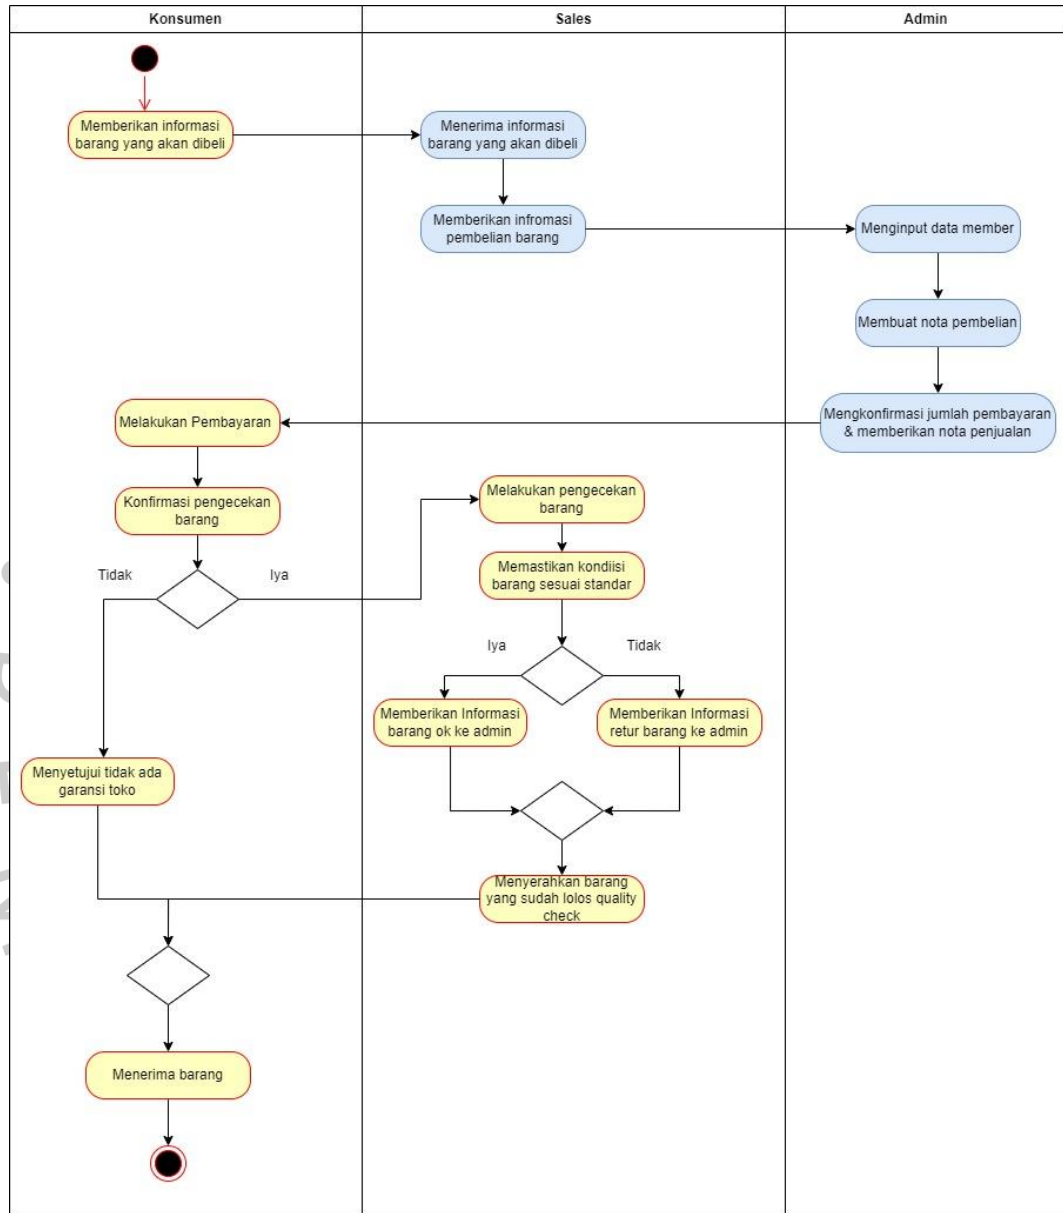 Konsumen
Sales
Admin
Memberikan informasi
barang yang akan dibeli
Menerima informasi
barang yang akan dibeli
Memberikan infromasi
pembelian barang
Menginput data member
Membuat nota pembelian
Mengkonfirmasi jumlah pembayaran
& memberikan nota penjualan
Melakukan Pembayaran
Konfirmasi pengecekan
barang
Tidak
Iya
Melakukan pengecekan
barang
Memastikan kondiisi
barang sesuai standar
Iya
Tidak
Memberikan Informasi
barang ok ke admin
Memberikan Informasi
retur barang ke admin
Menyetujui tidak ada
garansi toko
Menyerahkan barang
yang sudah lolos quality
check
Menerima barang